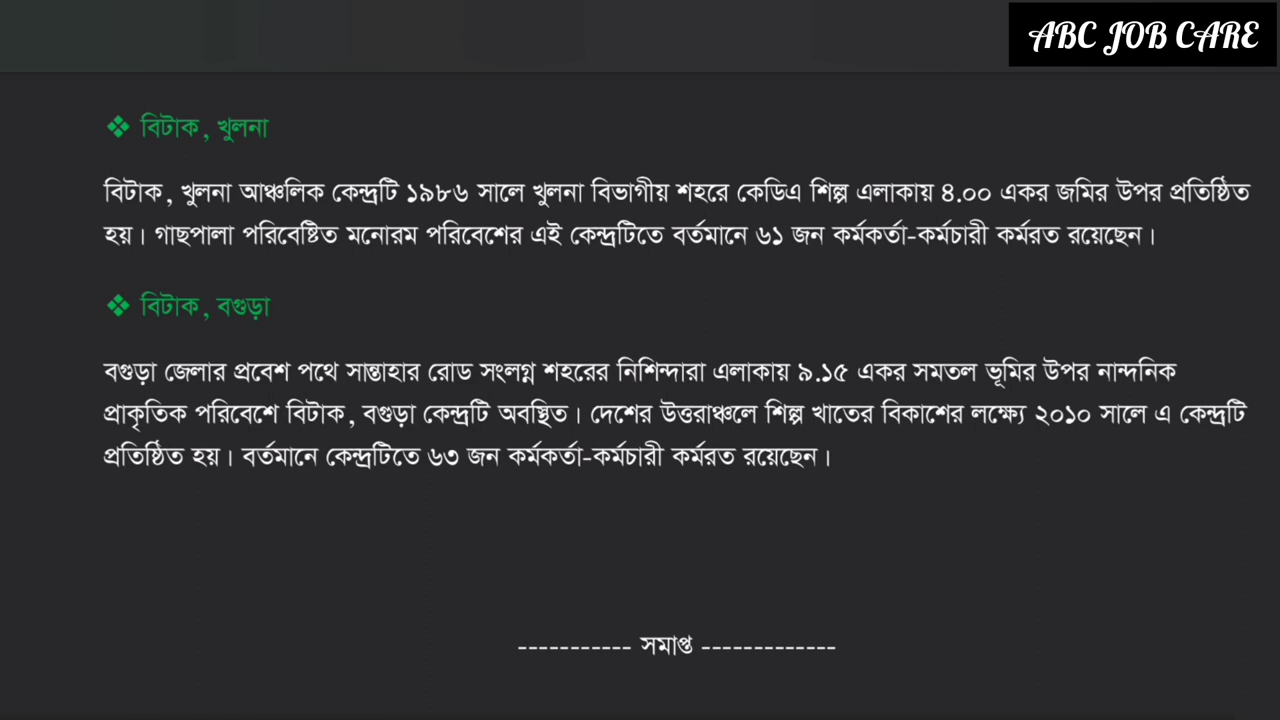 ABC JOB CARE
❖ বিটাক, খুলনা
বিটাক, খুলনা আঞ্চলিক কেন্দ্রটি ১৯৮৬ সালে খুলনা বিভাগীয় শহরে কেডিএ শিল্প এলাকায় ৪.০০ একর জমির উপর প্রতিষ্ঠিত
হয়। গাছপালা পরিবেষ্টিত মনোরম পরিবেশের এই কেন্দ্রটিতে বর্তমানে ৬১ জন কর্মকর্তা-কর্মচারী কর্মরত রয়েছেন।
❖ বিটাক, বগুড়া
বগুড়া জেলার প্রবেশ পথে সান্তাহার রোড সংলগ্ন শহরের নিশিন্দারা এলাকায় ৯.১৫ একর সমতল ভূমির উপর নান্দনিক
প্রাকৃতিক পরিবেশে বিটাক, বগুড়া কেন্দ্রটি অবস্থিত। দেশের উত্তরাঞ্চলে শিল্প খাতের বিকাশের লক্ষ্যে ২০১০ সালে এ কেন্দ্রটি
প্রতিষ্ঠিত হয়। বর্তমানে কেন্দ্রটিতে ৬৩ জন কর্মকর্তা-কর্মচারী কর্মরত রয়েছেন।
----------- সমাপ্ত -------------